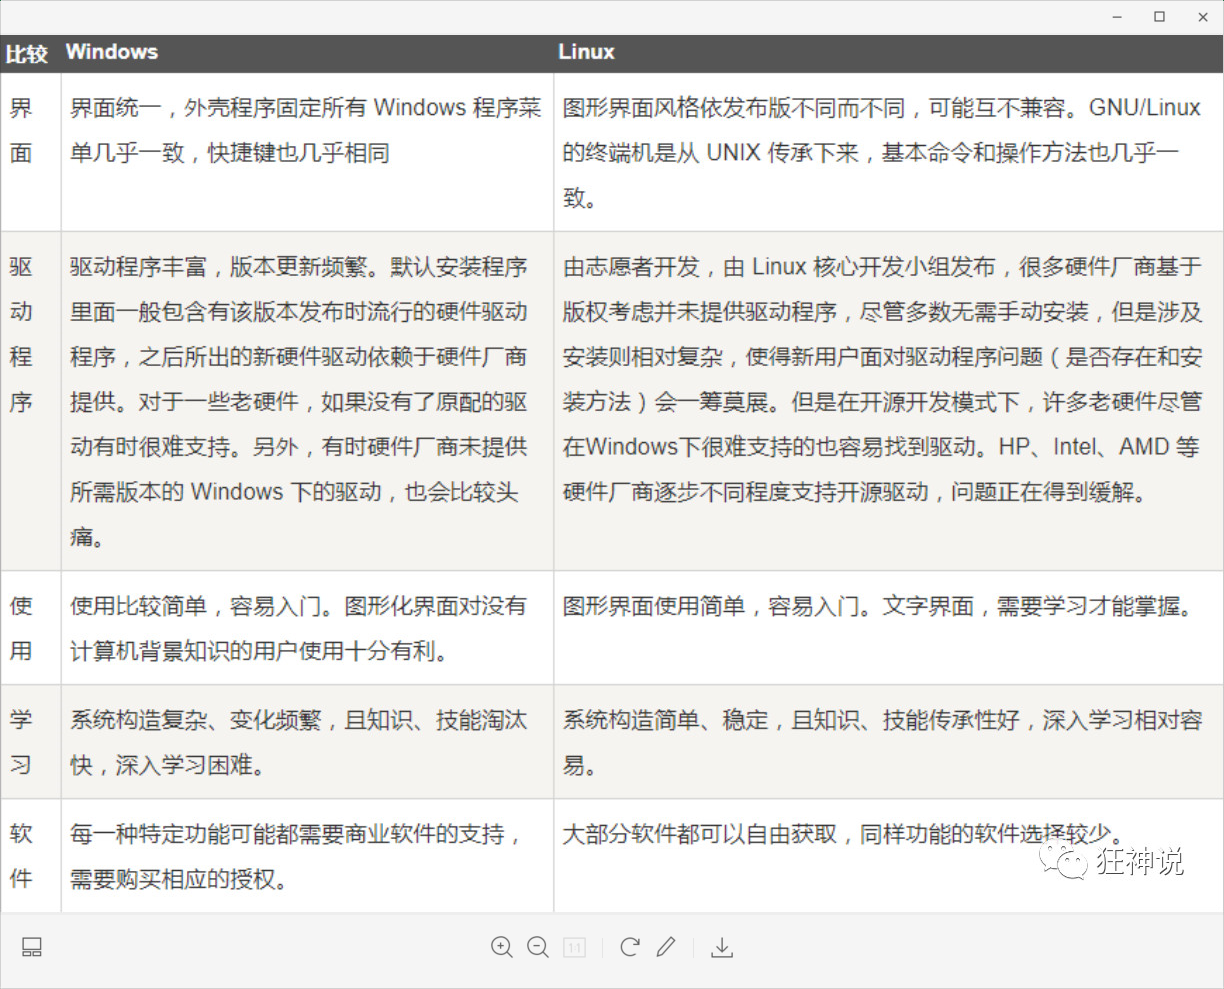 比较 Windows Linux
界面
界面统一，外壳程序固定所有 Windows 程序菜
单几乎一致，快捷键也几乎相同
图形界面风格依发布版不同而不同，可能互不兼容。GNU/Linux
的终端机是从 UNIX 传承下来，基本命令和操作方法也几乎一
致。
驱动程序
驱动程序丰富，版本更新频繁。默认安装程序
里面一般包含有该版本发布时流行的硬件驱动
程序，之后所出的新硬件驱动依赖于硬件厂商
提供。对于一些老硬件，如果没有了原配的驱
动有时很难支持。另外，有时硬件厂商未提供
所需版本的 Windows 下的驱动，也会比较头
痛。
由志愿者开发，由 Linux 核心开发小组发布，很多硬件厂商基于
版权考虑并未提供驱动程序，尽管多数无需手动安装，但是涉及
安装则相对复杂，使得新用户面对驱动程序问题（是否存在和安
装方法）会一筹莫展。但是在开源开发模式下，许多老硬件尽管
在Windows下很难支持的也容易找到驱动。HP、Intel、AMD 等
硬件厂商逐步不同程度支持开源驱动，问题正在得到缓解。
使用
使用比较简单，容易入门。图形化界面对没有
计算机背景知识的用户使用十分有利。
图形界面使用简单，容易入门。文字界面，需要学习才能掌握。
学习
系统构造复杂、变化频繁，且知识、技能淘汰
快，深入学习困难。
系统构造简单、稳定，且知识、技能传承性好，深入学习相对容
易。
软件
每一种特定功能可能都需要商业软件的支持，
需要购买相应的授权。
大部分软件都可以自由获取，同样功能的软件选择较少。
狂神说
1:1